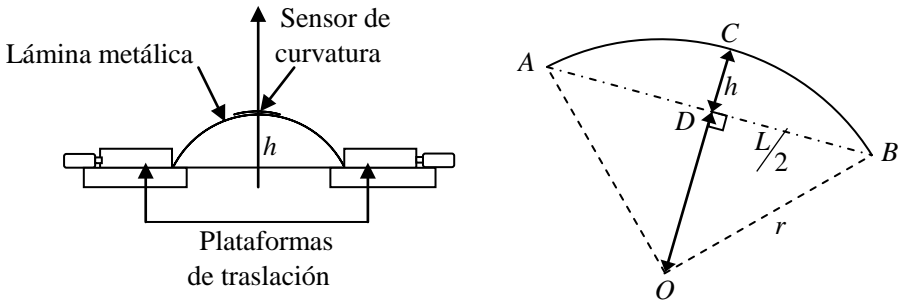 Sensor de
curvatura
Lámina metálica
h
Plataformas
de traslación
C
A
h
D
L/2
B
r
O